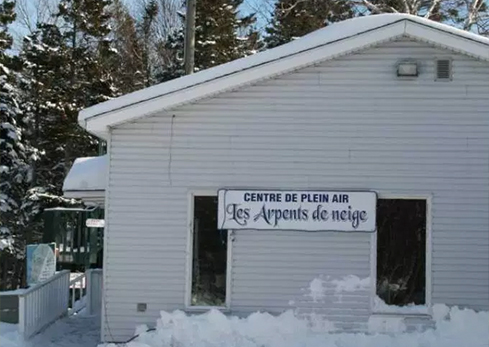 CENTRE DE PLEIN AIR
Les Arpents de neige